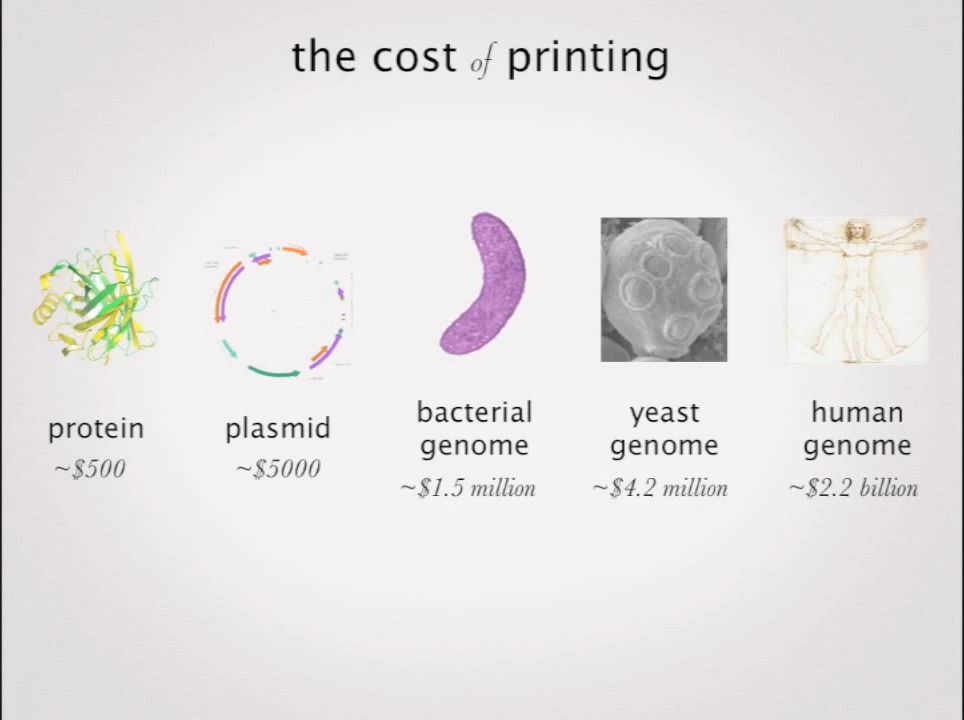 the cost of printing
protein
~$500
plasmid
~$5000
bacterial
genome
~$1.5 million
yeast
genome
~$4.2 million
human
genome
~$2.2 billion